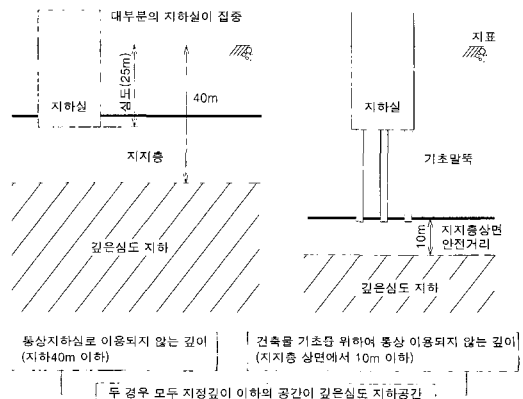 대부분의 지하실이 집중
심도(25m)
40m
지하실
지지층
깊은심도 지하
통상지하실로 이용되지 않는 깊이
(지하40m 이하)
지표
지하실
기초말뚝
10m
지지층상면
안전거리
깊은심도 지하
건축물 기초를 위하여 통상 이용되지 않는 깊이
(지지층 상면에서 10m 이하)
두 경우 모두 지정깊이 이하의 공간이 깊은심도 지하공간